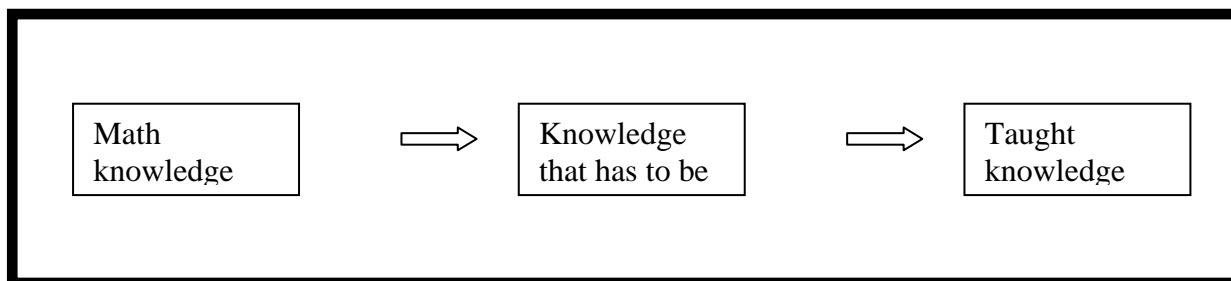 Math
knowledge
Knowledge
that has to be
Taught
knowledge